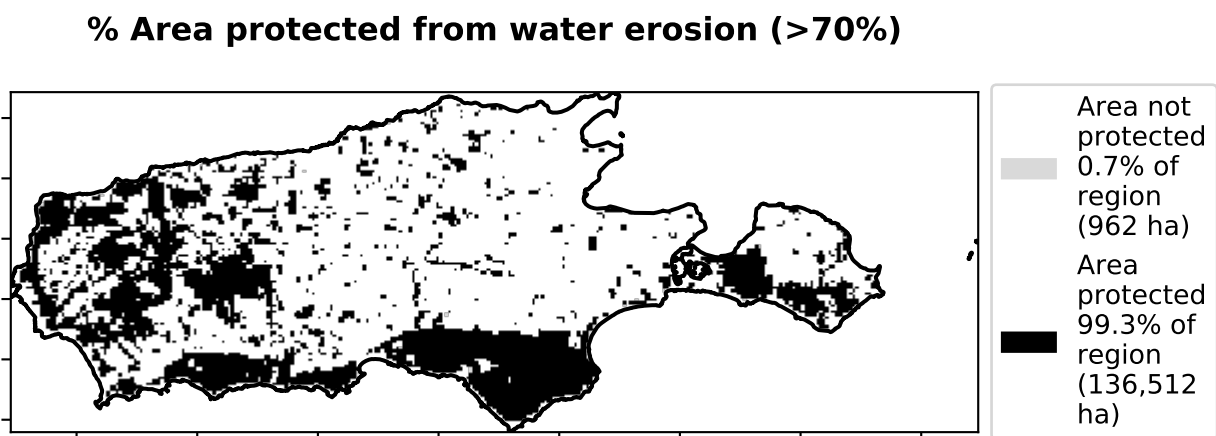 % Area protected from water erosion (>70%)
Area not
protected
0.7% of
region
(962 ha)
Area
protected
99.3% of
region
(136,512
ha)